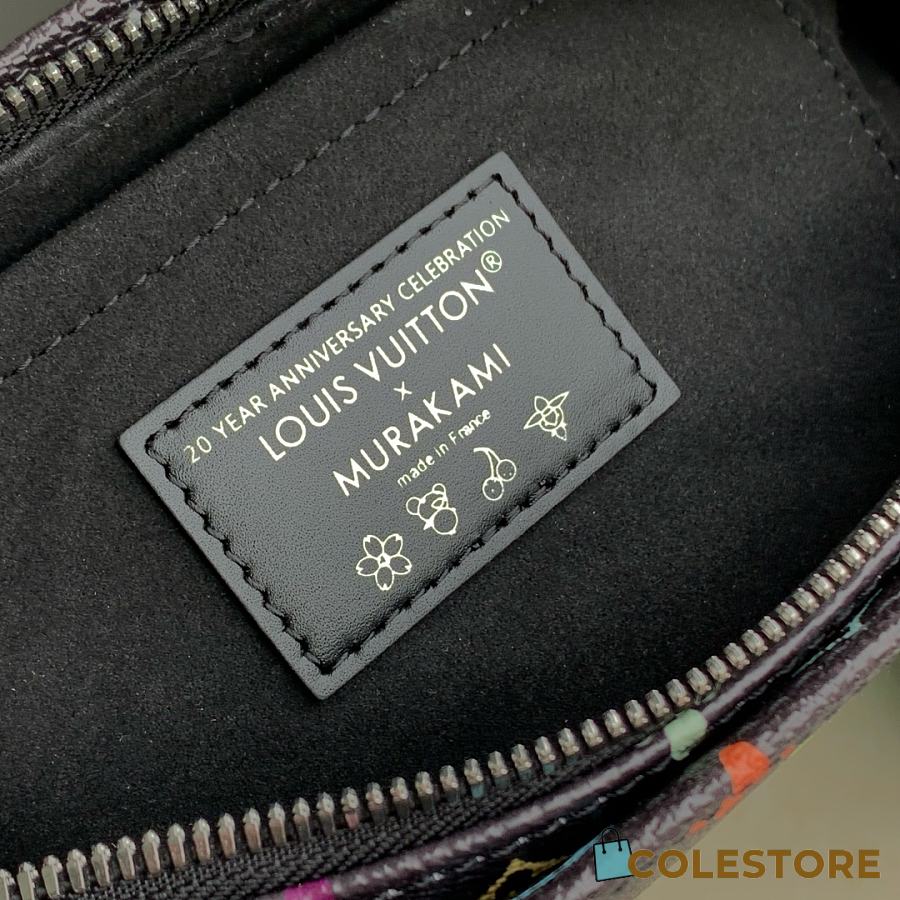 20 YEAR ANNIVERSARY CELEBRATION
LOUIS VUITTON®
x
MURAKAMI
made in France
COLESTORE